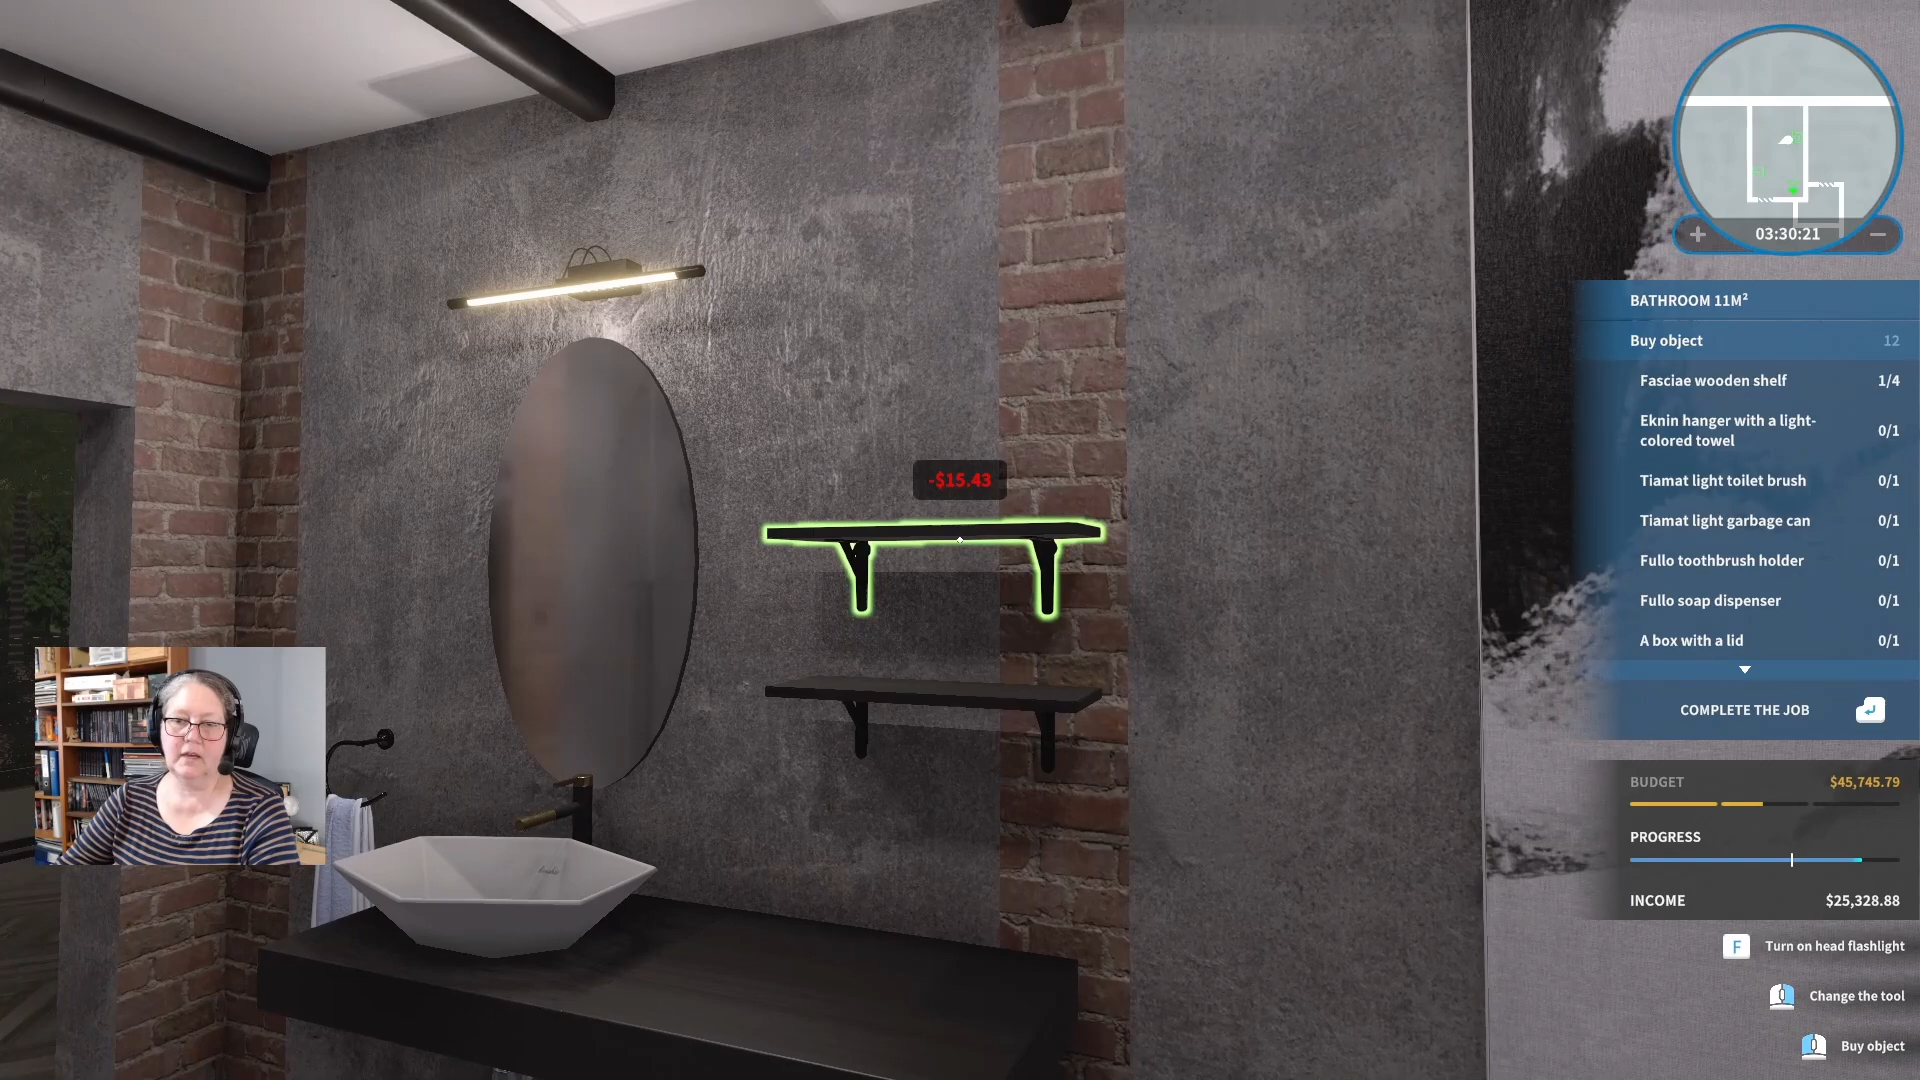 03:30:21
BATHROOM 11M²
Buy object 12
Fasciae wooden shelf 1/4
Eknin hanger with a light-
colored towel 0/1
Tiamat light toilet brush 0/1
Tiamat light garbage can 0/1
Fullo toothbrush holder 0/1
Fullo soap dispenser 0/1
A box with a lid 0/1
COMPLETE THE JOB
-$15.43
BUDGET $45,745.79
PROGRESS
INCOME $25,328.88
F Turn on head flashlight
Change the tool
Buy object